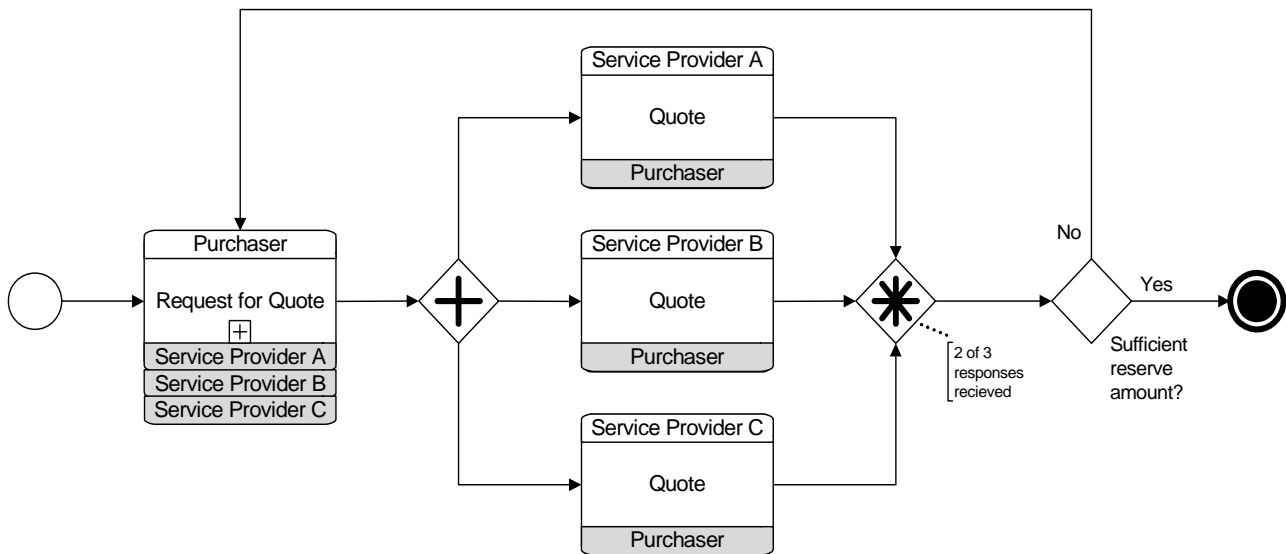 Service Provider A
Quote
Purchaser
Purchaser
Request for Quote
Service Provider A
Service Provider B
Service Provider C
Service Provider B
Quote
Purchaser
Service Provider C
Quote
Purchaser
2 of 3
responses
recieved
No
Yes
Sufficient
reserve
amount?